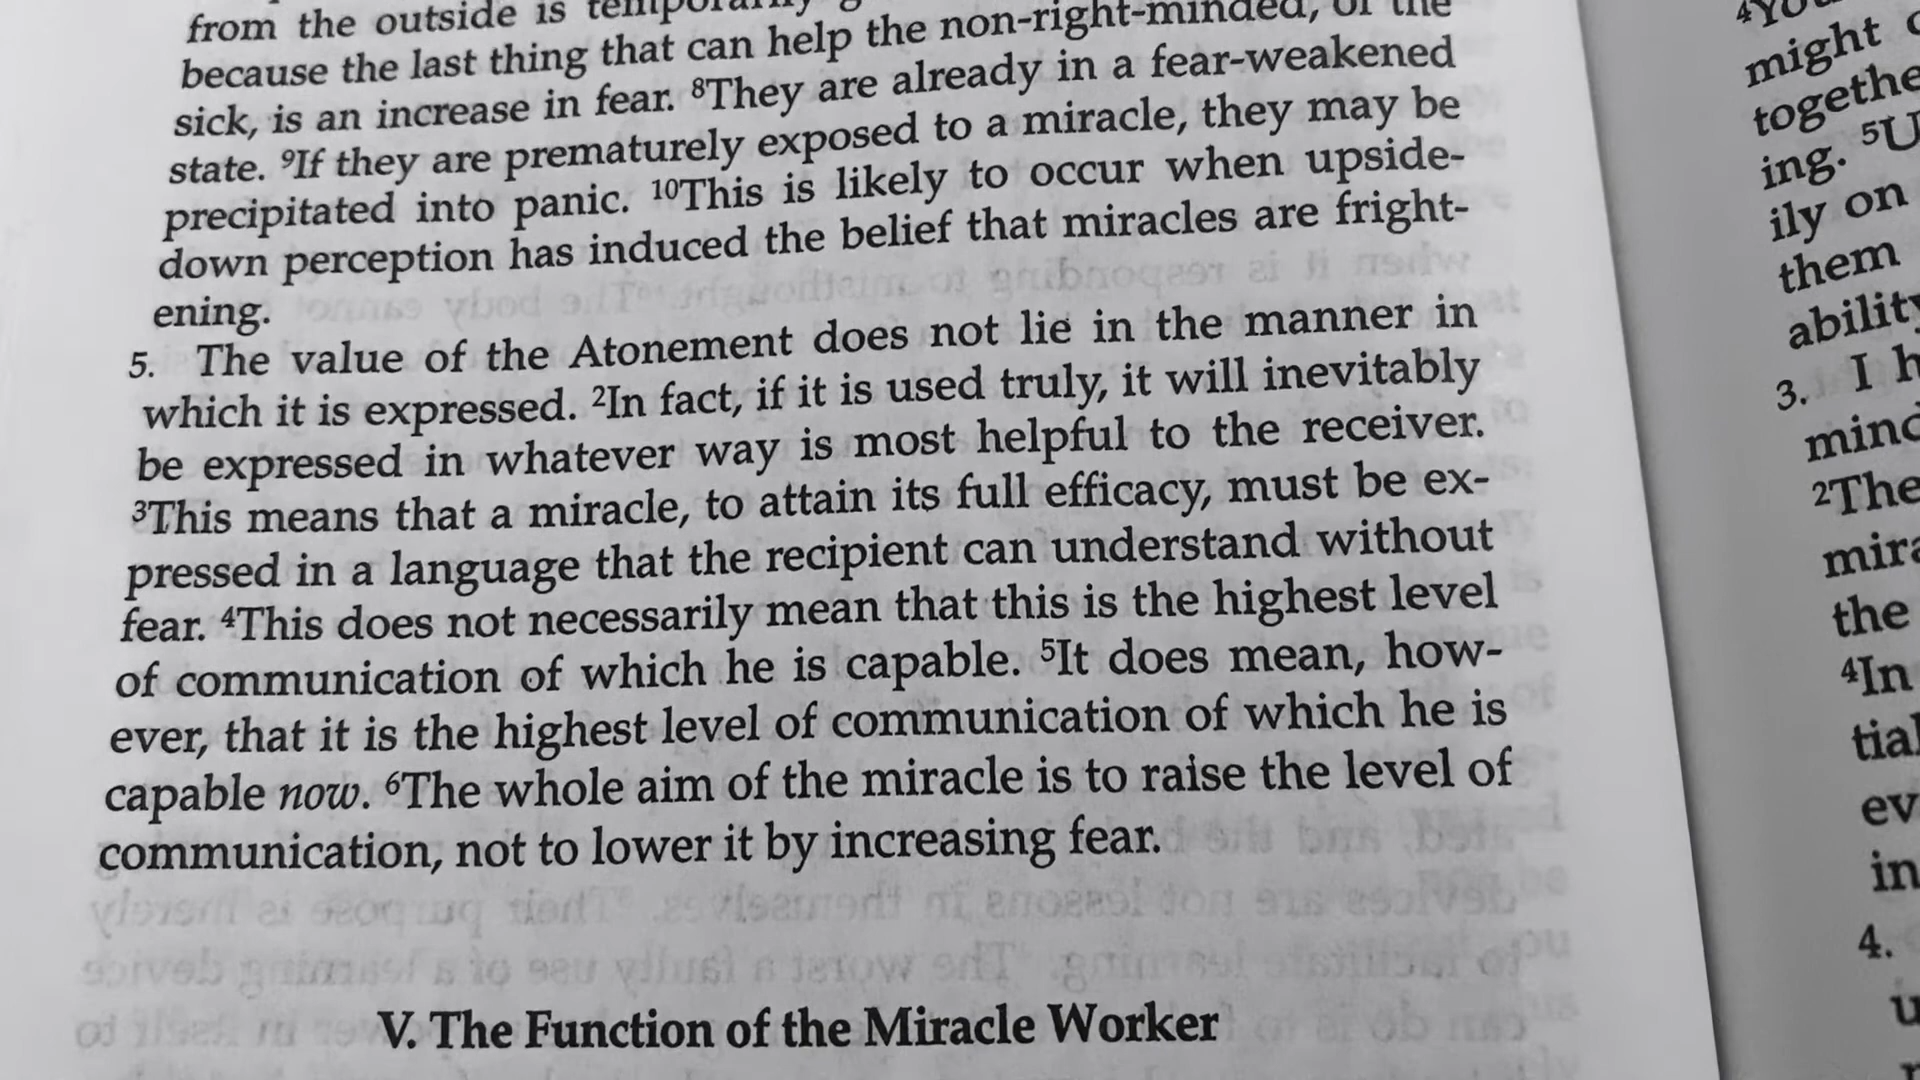 from the outside is
because the last thing that can help the non-right-minded, or the
sick, is an increase in fear. ⁸They are already in a fear-weakened
state. ⁹If they are prematurely exposed to a miracle, they may be
precipitated into panic. ¹⁰This is likely to occur when upside-
down perception has induced the belief that miracles are fright-
ening.
5. The value of the Atonement does not lie in the manner in
which it is expressed. ²In fact, if it is used truly, it will inevitably
be expressed in whatever way is most helpful to the receiver.
³This means that a miracle, to attain its full efficacy, must be ex-
pressed in a language that the recipient can understand without
fear. ⁴This does not necessarily mean that this is the highest level
of communication of which he is capable. ⁵It does mean, how-
ever, that it is the highest level of communication of which he is
capable now. ⁶The whole aim of the miracle is to raise the level of
communication, not to lower it by increasing fear.
V. The Function of the Miracle Worker
might
ing. ⁵U
ily on
them
3. I h
²The
the
⁴In
in
4.